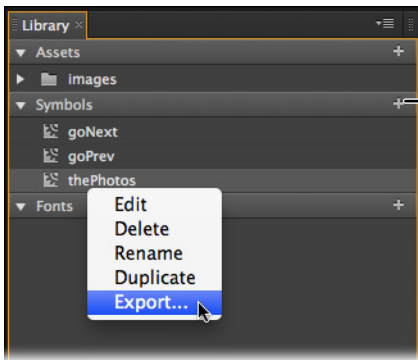 Library
Assets
images
Symbols
goNext
goPrev
thePhotos
Fonts
Edit
Delete
Rename
Duplicate
Export...